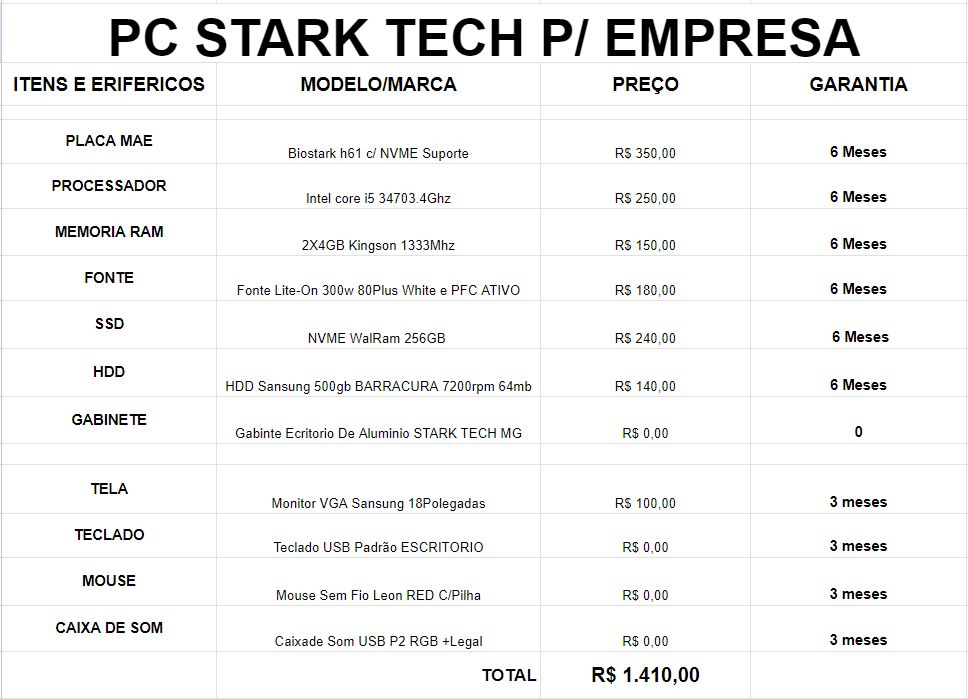 PC STARK TECH P/ EMPRESA
ITENS E ERIFERICOS MODELO/MARCA PREÇO GARANTIA
PLACA MAE Biostark h61 c/ NVME Suporte R$ 350,00 6 Meses
PROCESSADOR Intel core i5 34703.4Ghz R$ 250,00 6 Meses
MEMORIA RAM 2X4GB Kingson 1333Mhz R$ 150,00 6 Meses
FONTE Fonte Lite-On 300w 80Plus White e PFC ATIVO R$ 180,00 6 Meses
SSD NVME WalRam 256GB R$ 240,00 6 Meses
HDD HDD Sansung 500gb BARRACURA 7200rpm 64mb R$ 140,00 6 Meses
GABINETE Gabinte Ecritorio De Aluminio STARK TECH MG R$ 0,00 0
TELA Monitor VGA Sansung 18Polegadas R$ 100,00 3 meses
TECLADO Teclado USB Padrão ESCRITORIO R$ 0,00 3 meses
MOUSE Mouse Sem Fio Leon RED C/Pilha R$ 0,00 3 meses
CAIXA DE SOM Caixade Som USB P2 RGB +Legal R$ 0,00 3 meses
TOTAL R$ 1.410,00